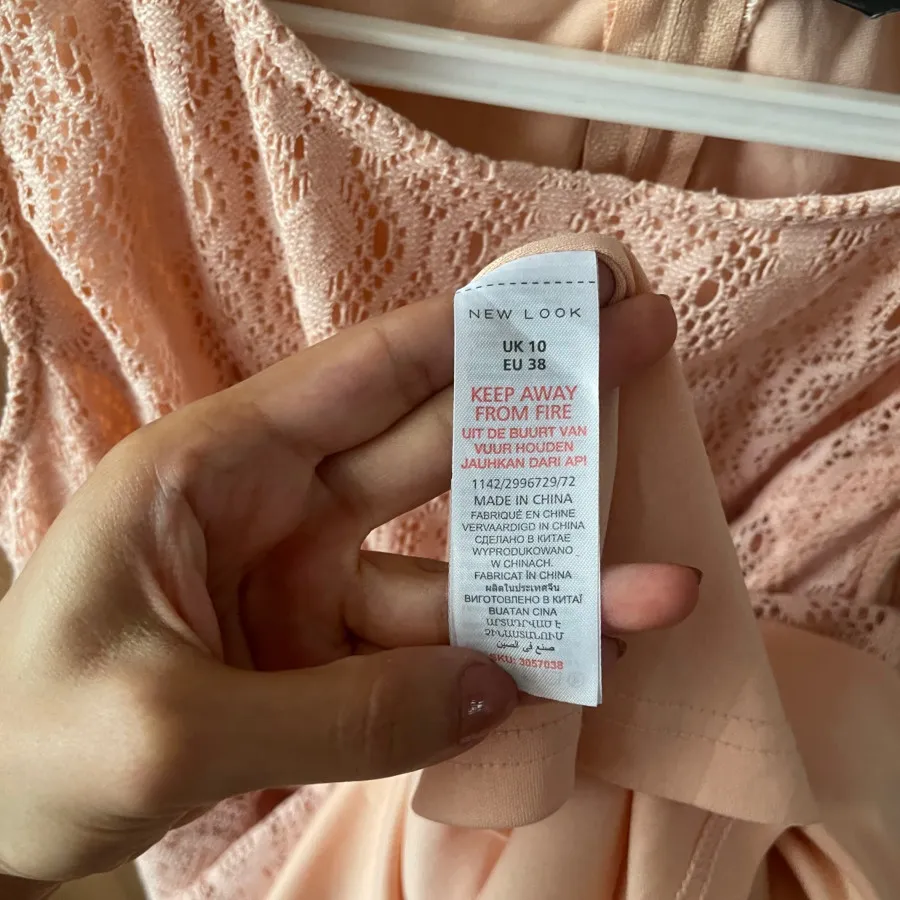 NEW LOOK
UK 10
EU 38
KEEP AWAY
FROM FIRE
UIT DE BUURT VAN
VUUR HOUDEN
JAUHKAN DARI API
1142/2996729/72
MADE IN CHINA
FABRIQUÉ EN CHINE
VERVAARDIGD IN CHINA
СДЕЛАНО В КИТАЕ
WYPRODUKOWANO
W CHINACH.
FABRICAT ÎN CHINA
ผลิตในประเทศจีน
ВИГОТОВЛЕНО В КИТАЇ
BUATAN CINA
ԱՐՏԱԴՐՎԱԾ Է
ՉԻՆԱՍՏԱՆՈՒՄ
صنع في الصين
SKU: 3057038